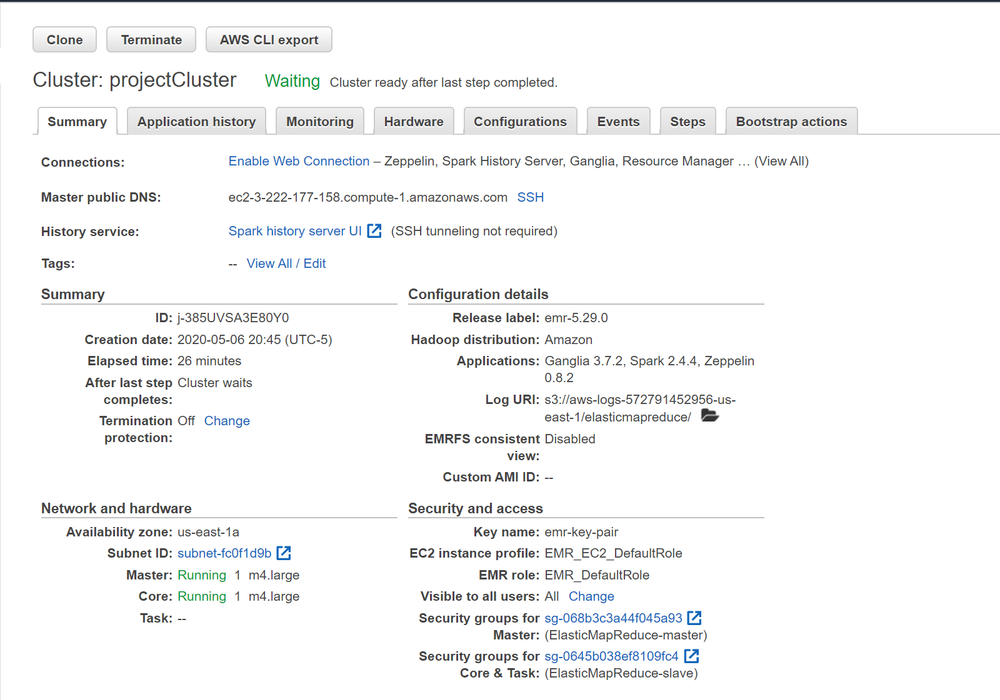 Clone Terminate AWS CLI export
Cluster: projectCluster Waiting Cluster ready after last step completed.
Summary Application history Monitoring Hardware Configurations Events Steps Bootstrap actions
Connections: Enable Web Connection – Zeppelin, Spark History Server, Ganglia, Resource Manager … (View All)
Master public DNS: ec2-3-222-177-158.compute-1.amazonaws.com SSH
History service: Spark history server UI (SSH tunneling not required)
Tags: -- View All / Edit
Summary
ID: j-385UVSA3E80Y0
Creation date: 2020-05-06 20:45 (UTC-5)
Elapsed time: 26 minutes
After last step Cluster waits
completes:
Termination Off Change
protection:
Configuration details
Release label: emr-5.29.0
Hadoop distribution: Amazon
Applications: Ganglia 3.7.2, Spark 2.4.4, Zeppelin
0.8.2
Log URI: s3://aws-logs-572791452956-us-
east-1/elasticmapreduce/
EMRFS consistent Disabled
view:
Custom AMI ID: --
Network and hardware
Availability zone: us-east-1a
Subnet ID: subnet-fc0f1d9b
Master: Running 1 m4.large
Core: Running 1 m4.large
Task: --
Security and access
Key name: emr-key-pair
EC2 instance profile: EMR_EC2_DefaultRole
EMR role: EMR_DefaultRole
Visible to all users: All Change
Security groups for sg-068b3c3a44f045a93
Master: (ElasticMapReduce-master)
Security groups for sg-0645b038ef8109fc4
Core & Task: (ElasticMapReduce-slave)